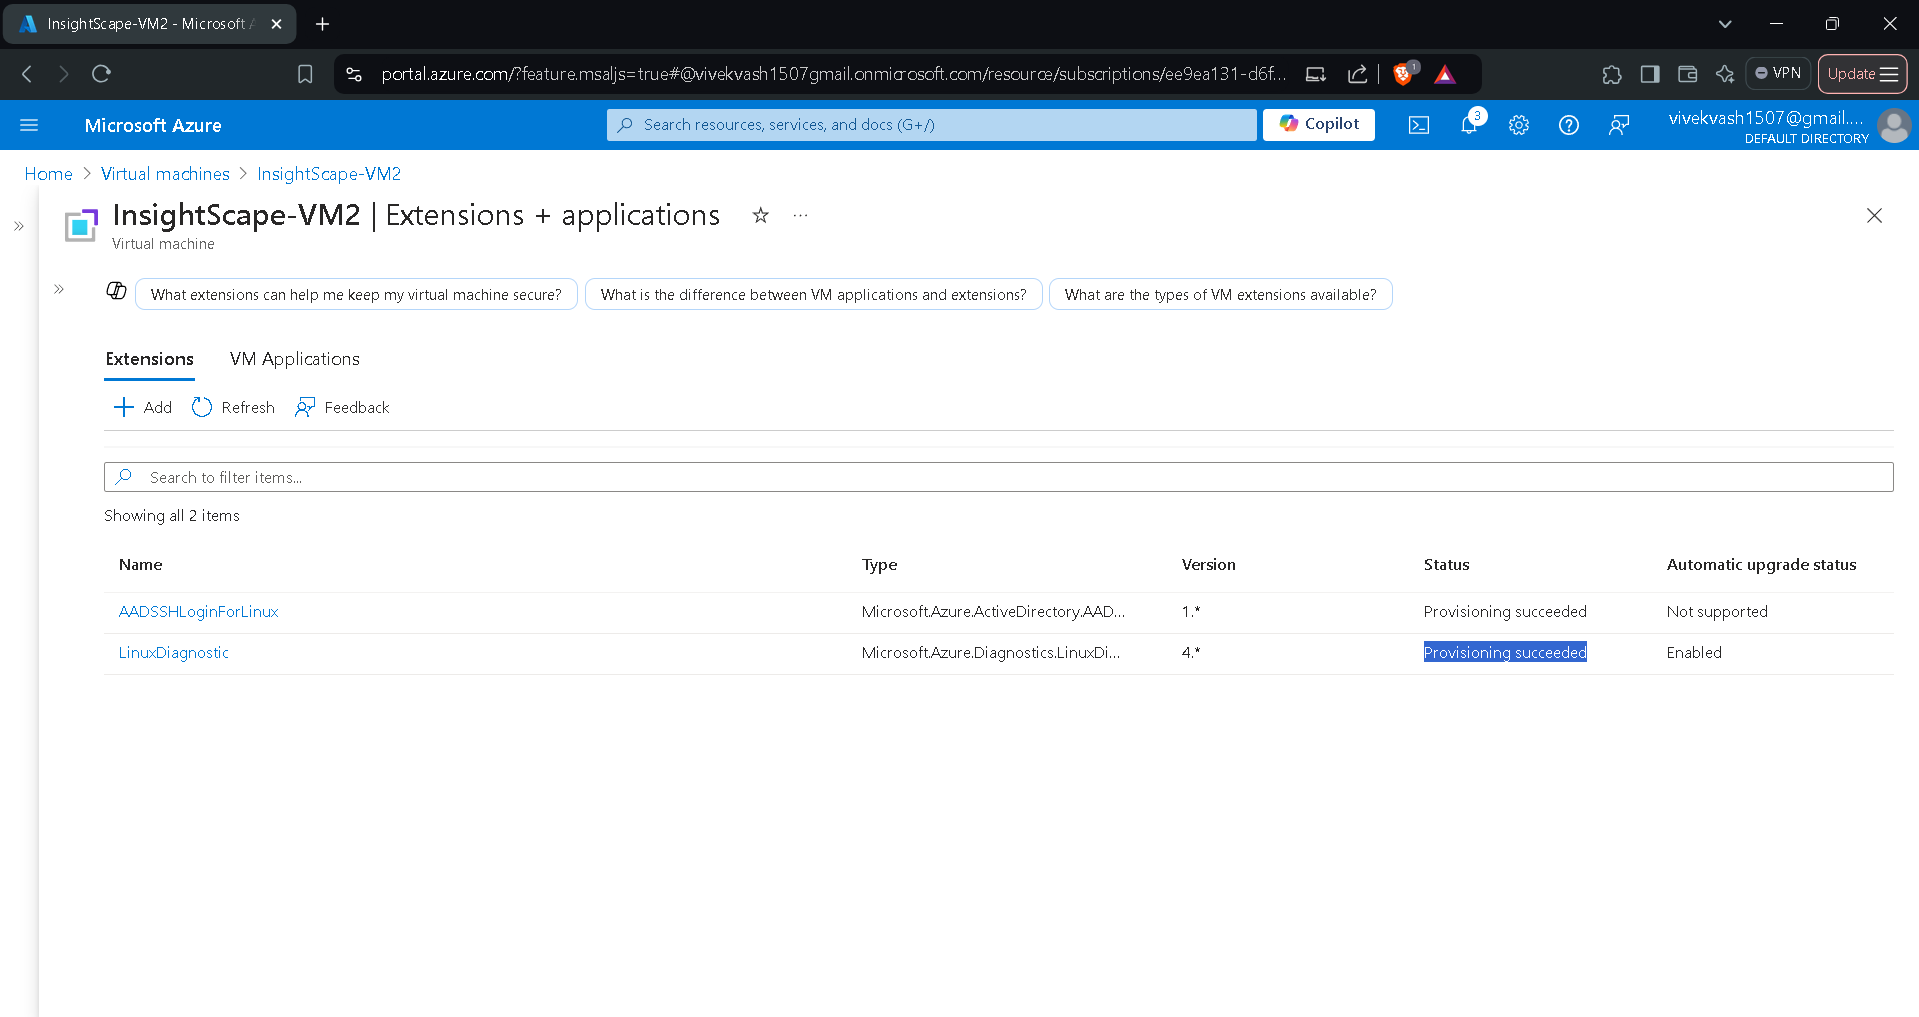 InsightScape-VM2 - Microsoft A
portal.azure.com/?feature.msaljs=true#@vivekvash1507gmail.onmicrosoft.com/resource/subscriptions/ee9ea131-d6f...
1
VPN
Update
Microsoft Azure
Search resources, services, and docs (G+/)
Copilot
3
vivekvash1507@gmail....
DEFAULT DIRECTORY
Home > Virtual machines > InsightScape-VM2
InsightScape-VM2 | Extensions + applications
Virtual machine
What extensions can help me keep my virtual machine secure?
What is the difference between VM applications and extensions?
What are the types of VM extensions available?
Extensions VM Applications
Add Refresh Feedback
Search to filter items...
Showing all 2 items
Name Type Version Status Automatic upgrade status
AADSSHLoginForLinux Microsoft.Azure.ActiveDirectory.AAD... 1.* Provisioning succeeded Not supported
LinuxDiagnostic Microsoft.Azure.Diagnostics.LinuxDi... 4.* Provisioning succeeded Enabled